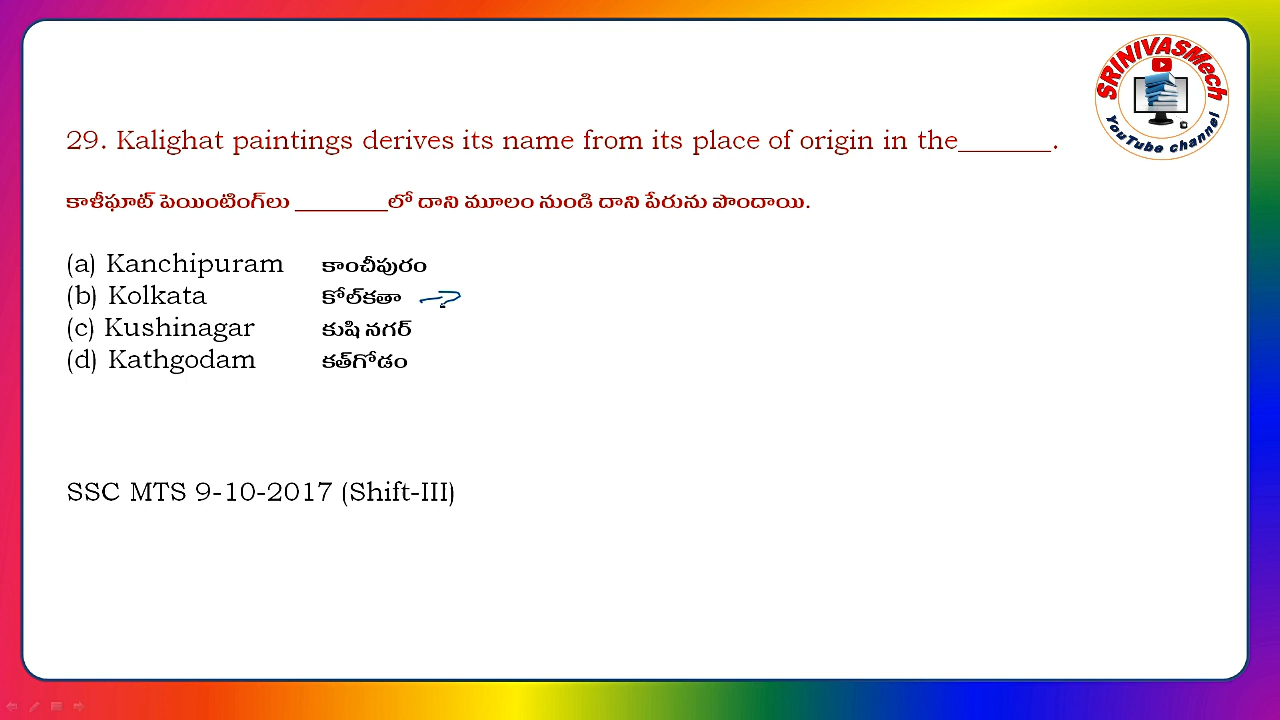 SRINIVASMech
YouTube channel
29. Kalighat paintings derives its name from its place of origin in the_______.
కాళీఘాట్ పెయింటింగ్‌లు _________లో దాని మూలం నుండి దాని పేరును పొందాయి.
(a) Kanchipuram కాంచీపురం
(b) Kolkata కోల్‌కతా
(c) Kushinagar కుషి నగర్
(d) Kathgodam కత్‌గోడం
SSC MTS 9-10-2017 (Shift-III)